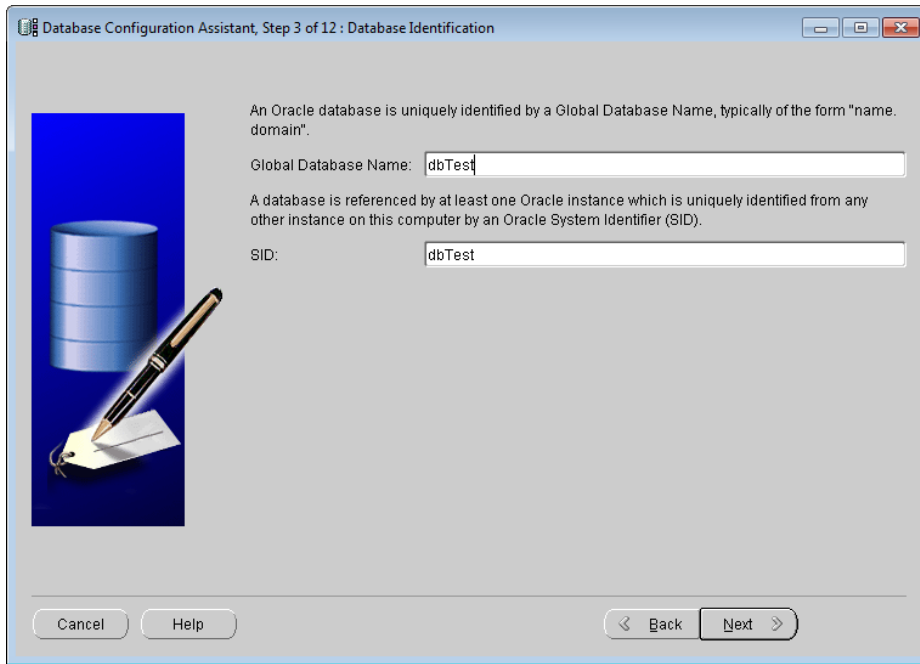 Database Configuration Assistant, Step 3 of 12 : Database Identification
An Oracle database is uniquely identified by a Global Database Name, typically of the form "name.
domain".
Global Database Name: dbTest
A database is referenced by at least one Oracle instance which is uniquely identified from any
other instance on this computer by an Oracle System Identifier (SID).
SID: dbTest
Cancel Help Back Next